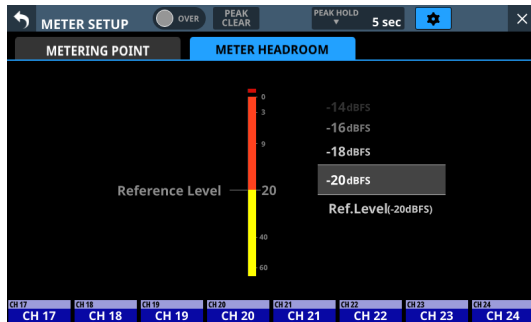 METER SETUP
OVER
PEAK CLEAR
PEAK HOLD
5 sec
METERING POINT
METER HEADROOM
0
3
9
Reference Level
20
40
60
-14dBFS
-16dBFS
-18dBFS
-20dBFS
Ref.Level(-20dBFS)
CH 17 CH 18 CH 19 CH 20 CH 21 CH 22 CH 23 CH 24
CH 17 CH 18 CH 19 CH 20 CH 21 CH 22 CH 23 CH 24